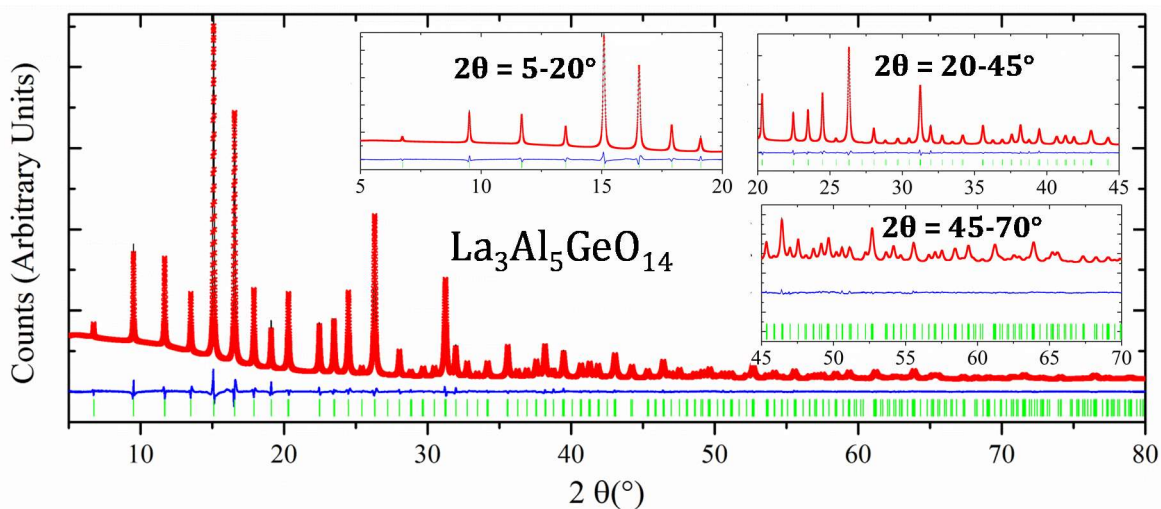 Counts (Arbitrary Units)
2θ = 5-20°
5 10 15 20
2θ = 20-45°
20 25 30 35 40 45
2θ = 45-70°
45 50 55 60 65 70
La₃Al₅GeO₁₄
10 20 30 40 50 60 70 80
2 θ(°)